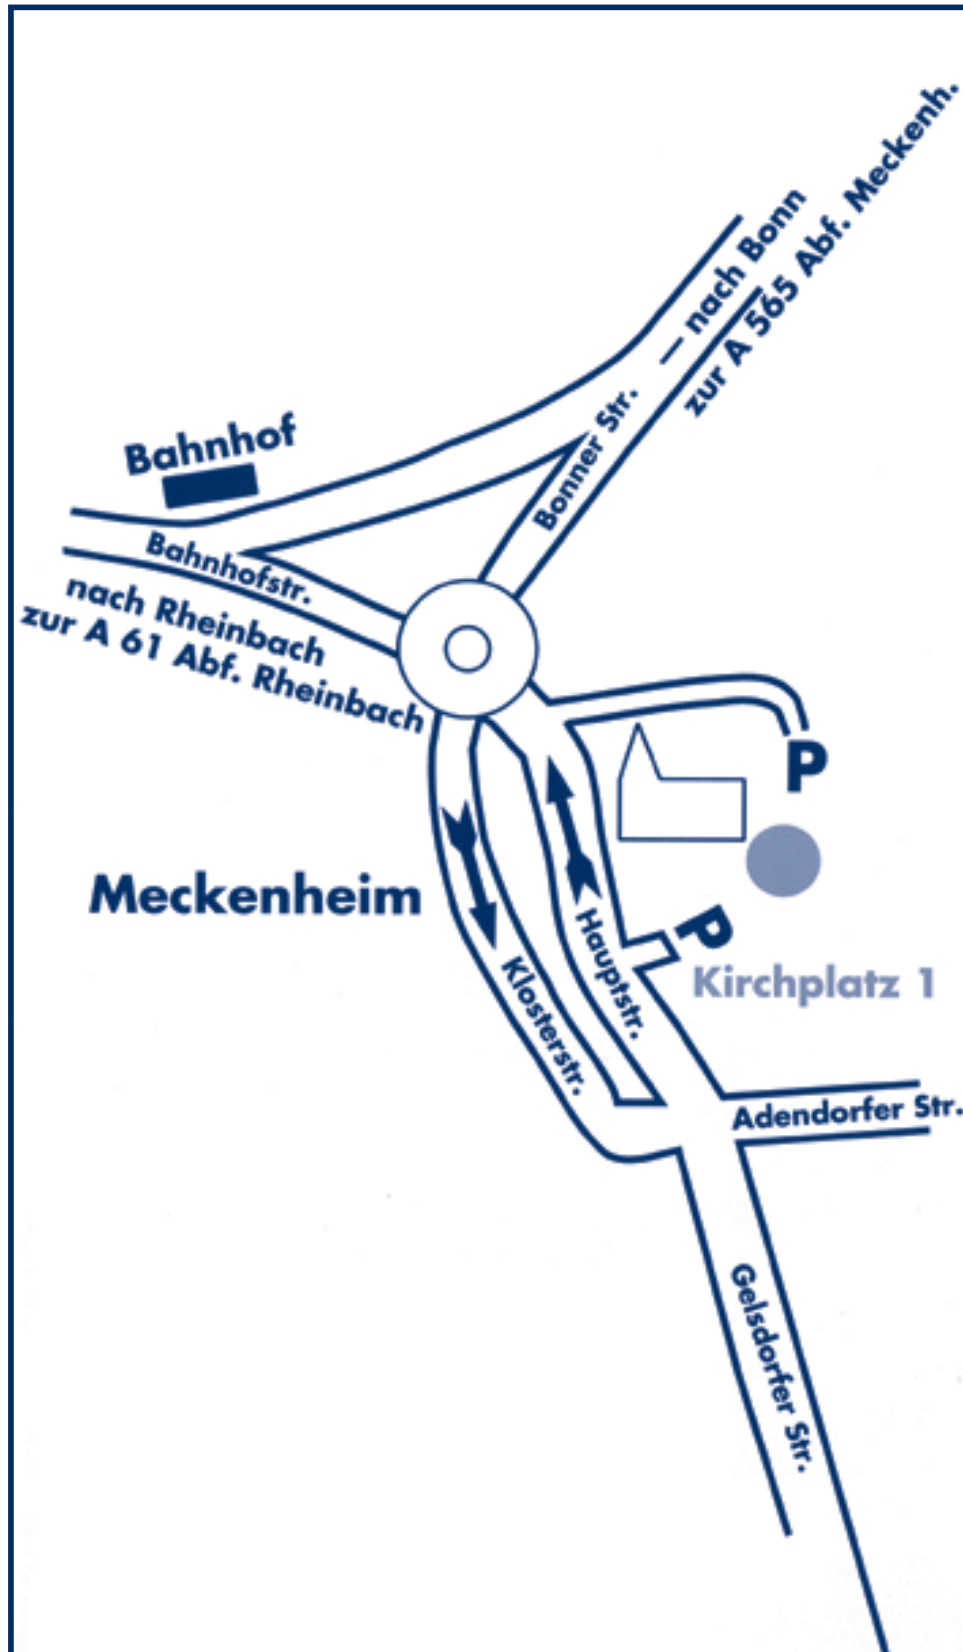 nach Bonn
zur A 565 Abf. Meckenh.
Bonner Str.
Bahnhof
Bahnhofstr.
nach Rheinbach
zur A 61 Abf. Rheinbach
P
Meckenheim
P
Kirchplatz 1
Hauptstr.
Klosterstr.
Adendorfer Str.
Gelsdorfer Str.